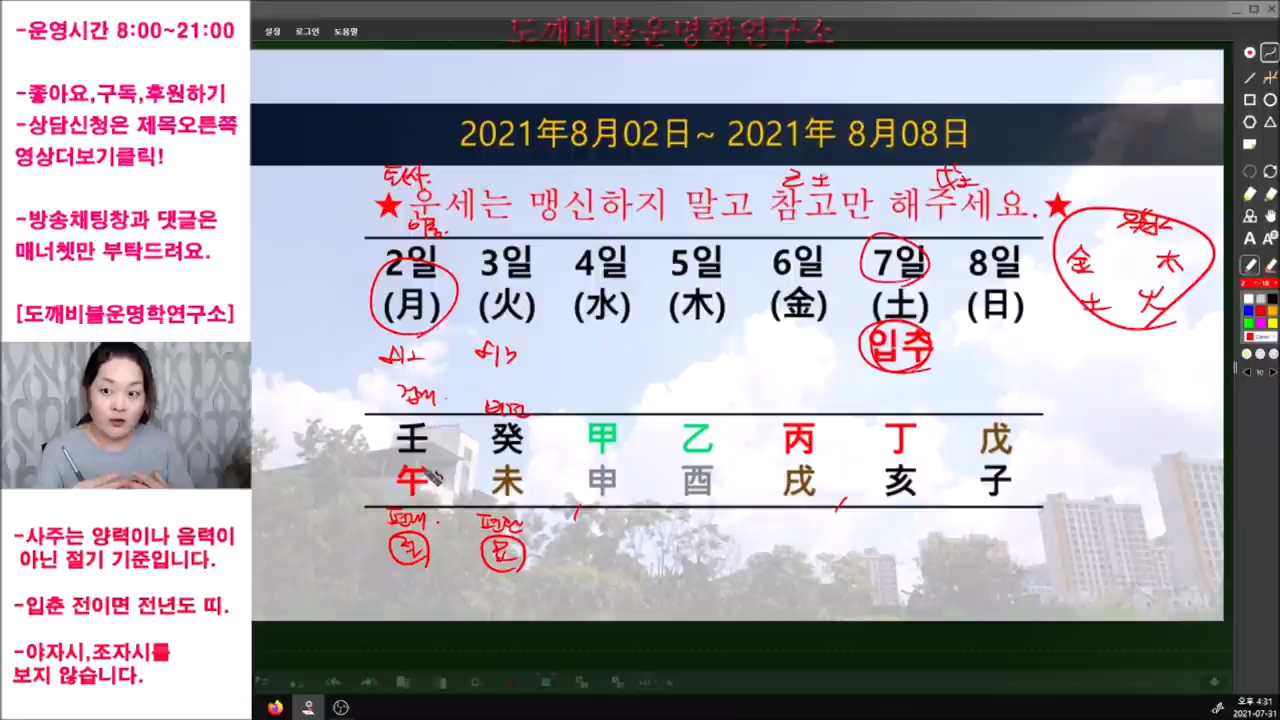 -운영시간 8:00~21:00
-좋아요,구독,후원하기
-상담신청은 제목오른쪽
영상더보기클릭!
-방송채팅창과 댓글은
매너쳇만 부탁드려요.
[도깨비불운명학연구소]
-사주는 양력이나 음력이
아닌 절기 기준입니다.
-입춘 전이면 전년도 띠.
-야자시,조자시를
보지 않습니다.
설정 로그인 도움말
도깨비불운명학연구소
2021年8月02日~ 2021年 8月08日
★운세는 맹신하지 말고 참고만 해주세요.★
2일 3일 4일 5일 6일 7일 8일
(月) (火) (水) (木) (金) (土) (日)
입추
壬 癸 甲 乙 丙 丁 戊
午 未 申 酉 戌 亥 子
金 木
土 火
오후 4:31
2021-07-31